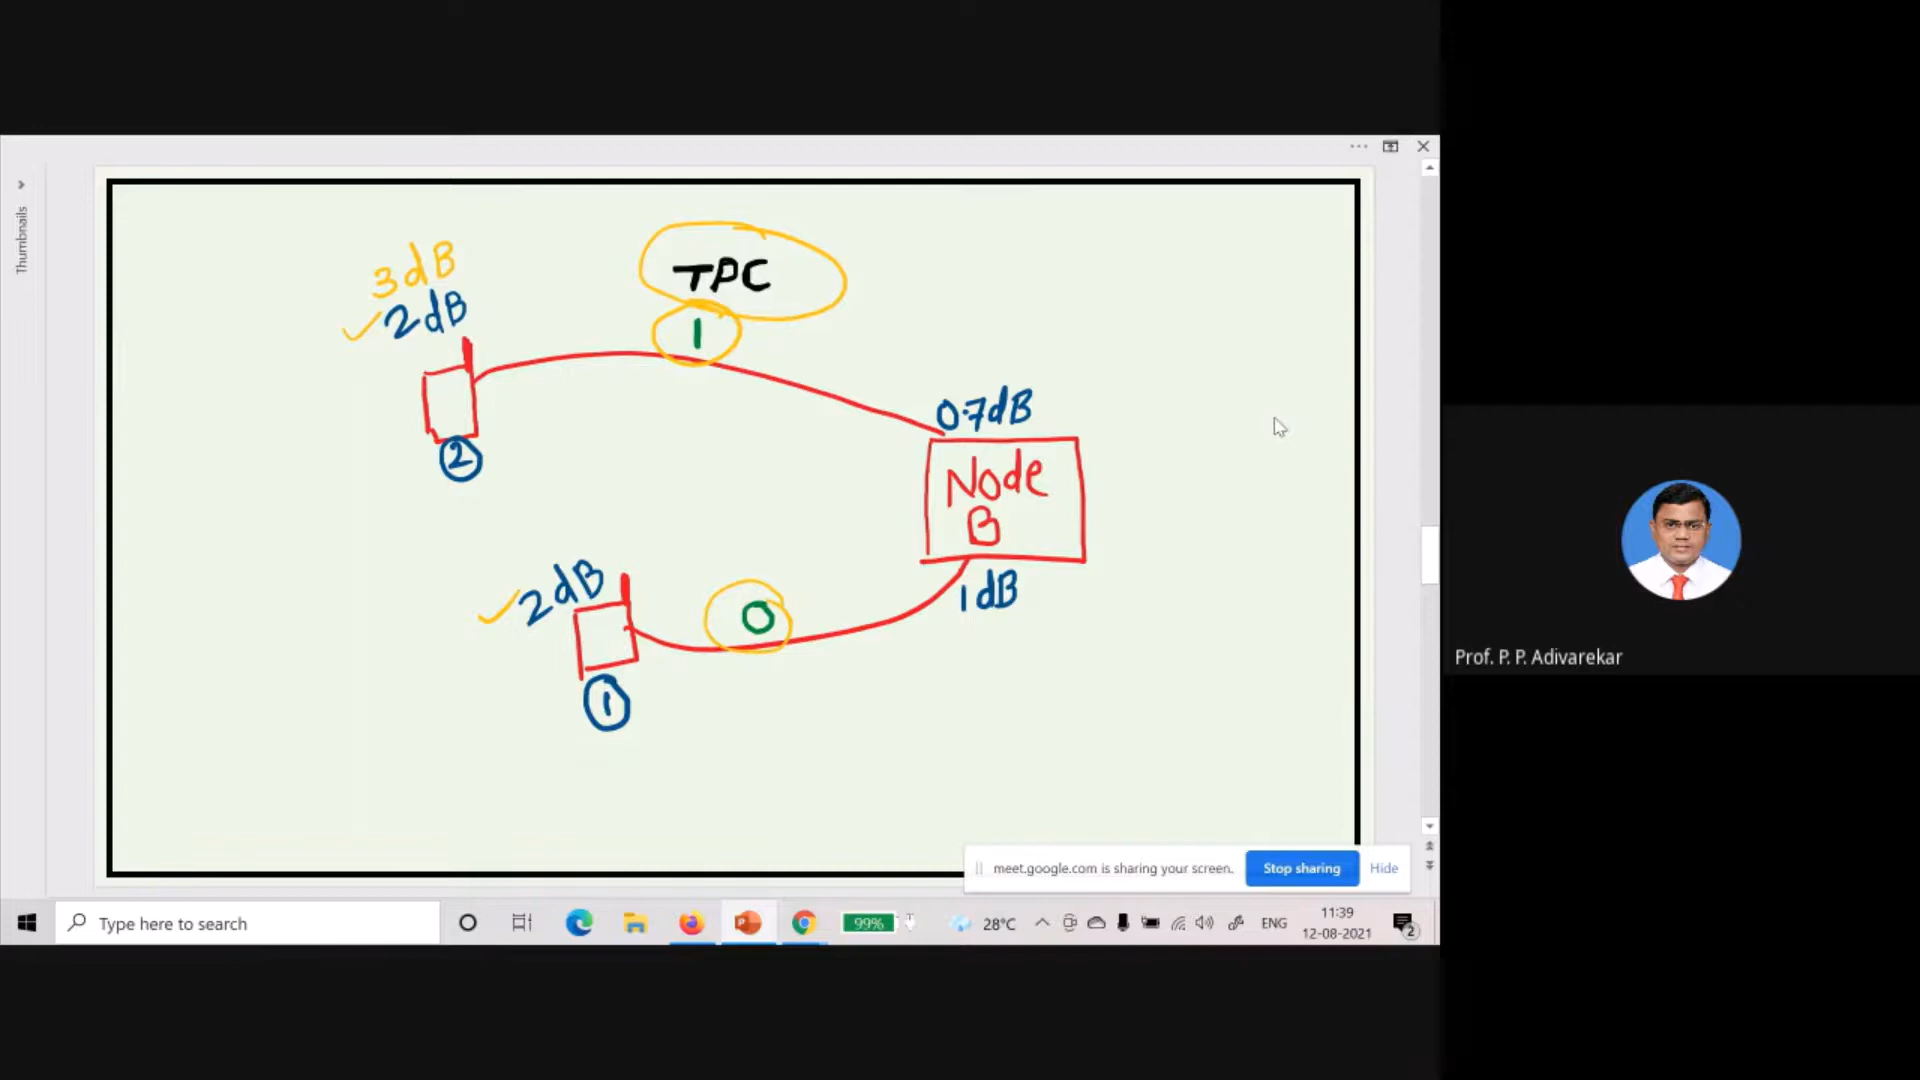 Thumbnails
TPC
3dB
2dB
1
2
0.7dB
Node
B
1dB
2dB
0
1
Prof. P. P. Adivarekar
meet.google.com is sharing your screen.
Stop sharing
Hide
Type here to search
99%
28°C
ENG
11:39
12-08-2021
2